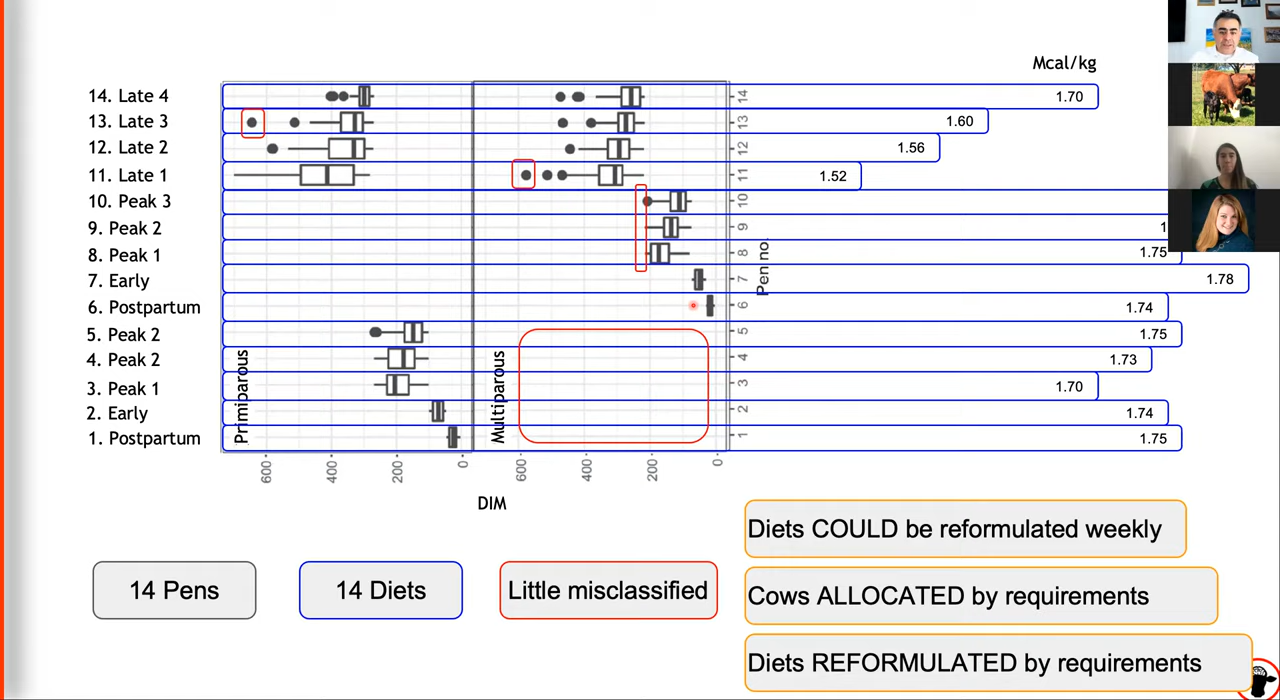 Mcal/kg
14. Late 4 14 1.70
13. Late 3 13 1.60
12. Late 2 12 1.56
11. Late 1 11 1.52
10. Peak 3 10
9. Peak 2 9 1
8. Peak 1 8 1.75
7. Early 7 1.78
6. Postpartum 6 1.74
5. Peak 2 5 1.75
4. Peak 2 4 1.73
3. Peak 1 3 1.70
2. Early 2 1.74
1. Postpartum 1 1.75
Primiparous
Multiparous
Pen no.
600 400 200 0 600 400 200 0
DIM
14 Pens
14 Diets
Little misclassified
Diets COULD be reformulated weekly
Cows ALLOCATED by requirements
Diets REFORMULATED by requirements